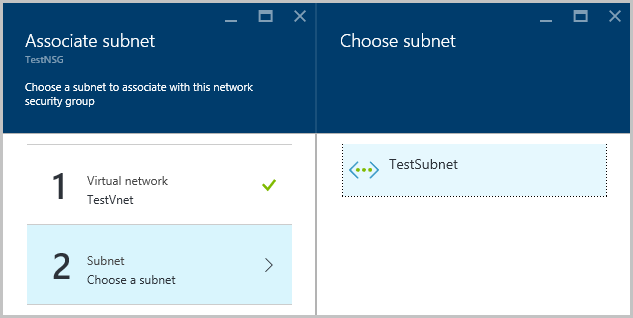 Associate subnet
TestNSG
Choose a subnet to associate with this network
security group
1
Virtual network
TestVnet
2
Subnet
Choose a subnet
Choose subnet
TestSubnet